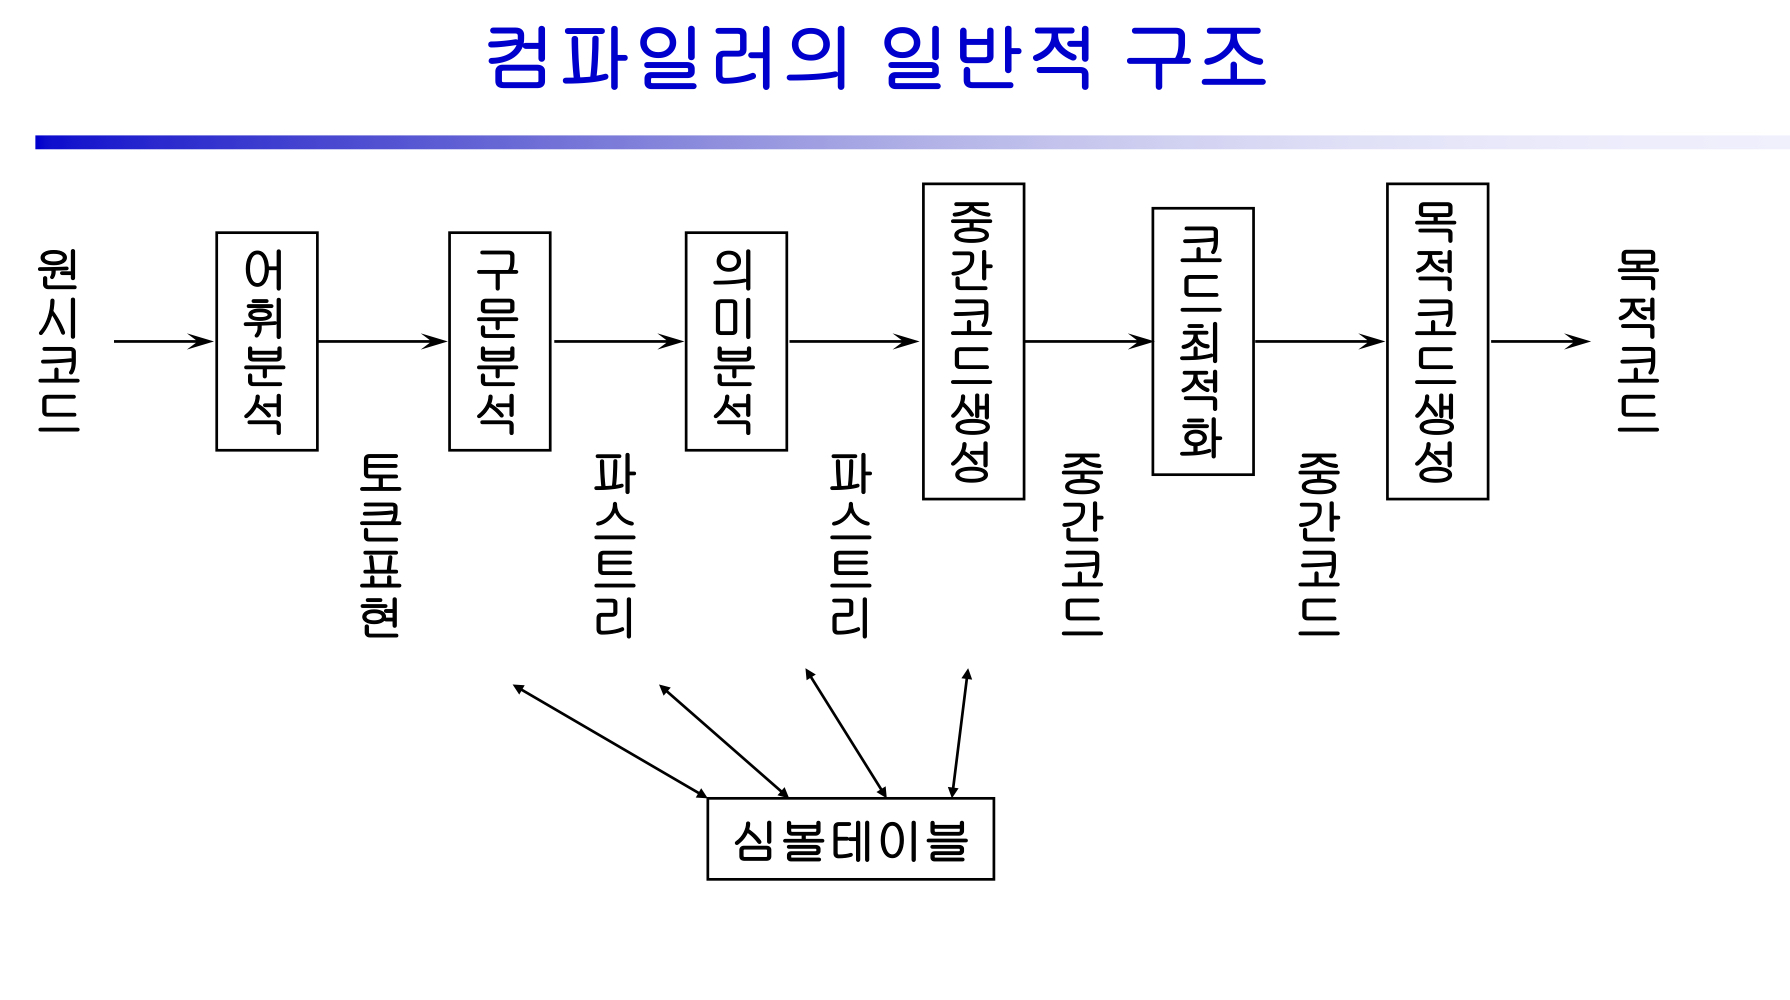 컴파일러의 일반적 구조
원시코드
어휘분석
구문분석
의미분석
중간코드생성
코드최적화
목적코드생성
목적코드
토큰표현
파스트리
파스트리
중간코드
중간코드
심볼테이블